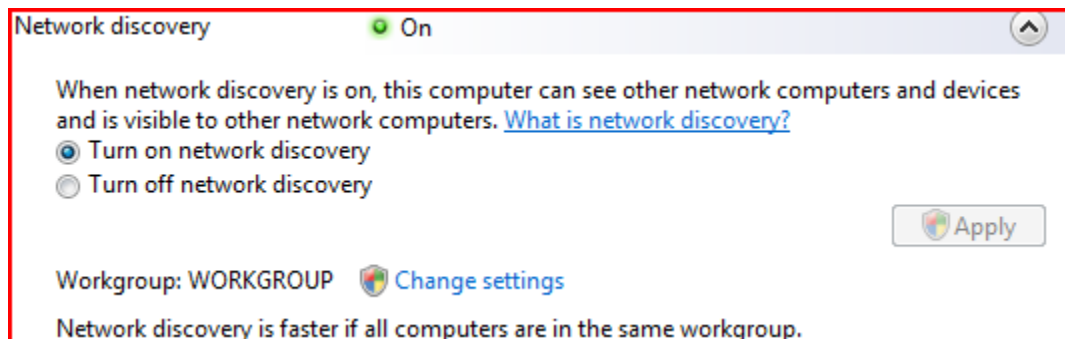 Network discovery On
When network discovery is on, this computer can see other network computers and devices
and is visible to other network computers. What is network discovery?
Turn on network discovery
Turn off network discovery
Apply
Workgroup: WORKGROUP Change settings
Network discovery is faster if all computers are in the same workgroup.